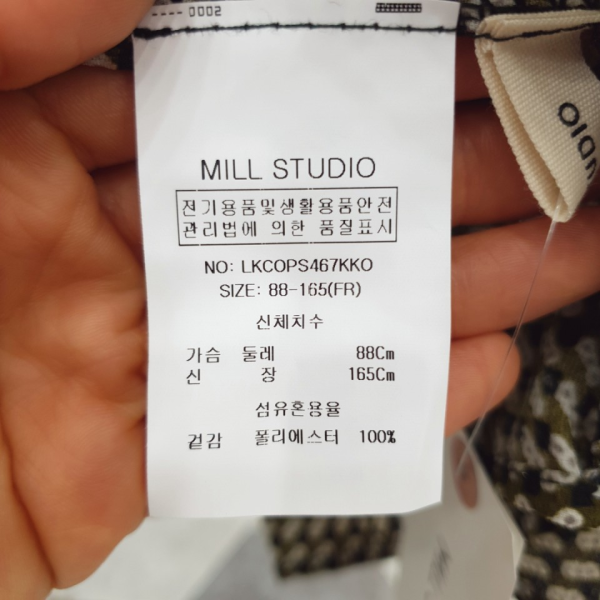 ---- 0002
MILL STUDIO
전기용품및생활용품안전
관리법에 의한 품질표시
NO: LKCOPS467KKO
SIZE: 88-165(FR)
신체치수
가슴 둘레 88Cm
신 장 165Cm
섬유혼용율
겉감 폴리에스터 100%